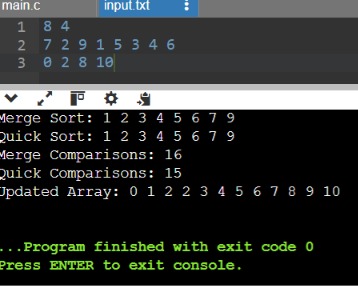 main.c
input.txt
1 8 4
2 7 2 9 1 5 3 4 6
3 0 2 8 10
Merge Sort: 1 2 3 4 5 6 7 9
Quick Sort: 1 2 3 4 5 6 7 9
Merge Comparisons: 16
Quick Comparisons: 15
Updated Array: 0 1 2 2 3 4 5 6 7 8 9 10
...Program finished with exit code 0
Press ENTER to exit console.